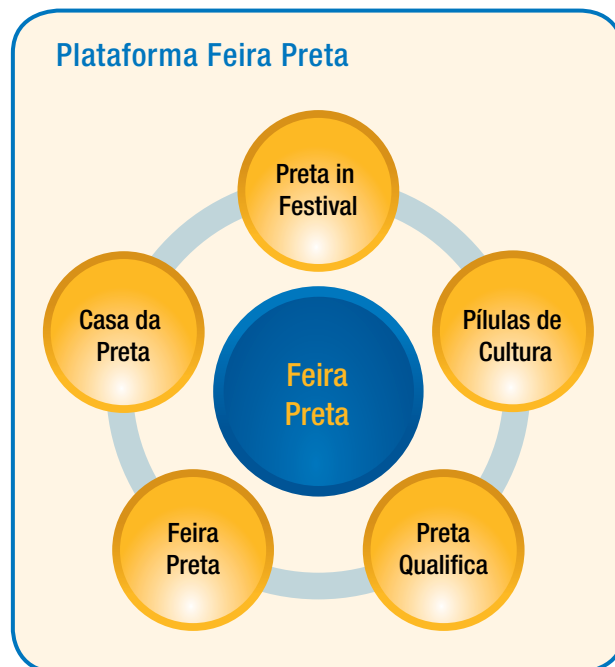 Plataforma Feira Preta
Preta in
Festival
Casa da
Preta
Pílulas de
Cultura
Feira
Preta
Feira
Preta
Preta
Qualifica